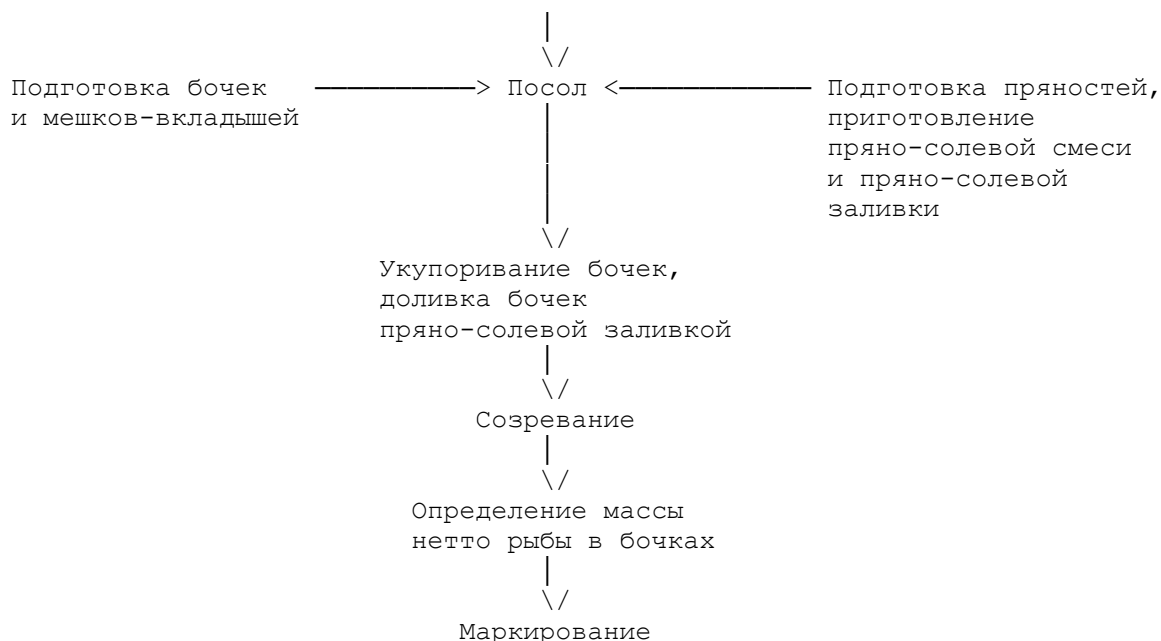 Подготовка бочек
и мешков-вкладышей
Посол
Подготовка пряностей,
приготовление
пряно-солевой смеси
и пряно-солевой
заливки
Укупоривание бочек,
доливка бочек
пряно-солевой заливкой
Созревание
Определение массы
нетто рыбы в бочках
Маркирование